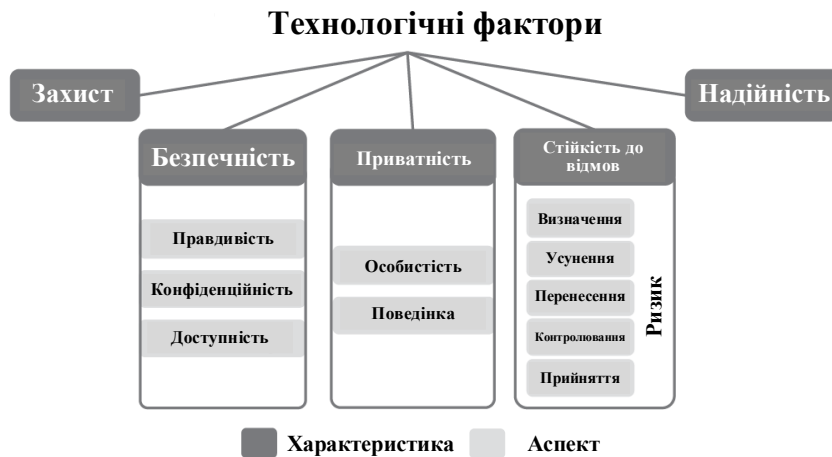 Технологічні фактори
Захист
Надійність
Безпечність
Правдивість
Конфіденційність
Доступність
Приватність
Особистість
Поведінка
Стійкість до
відмов
Визначення
Усунення
Перенесення
Контролювання
Прийняття
Ризик
Характеристика
Аспект